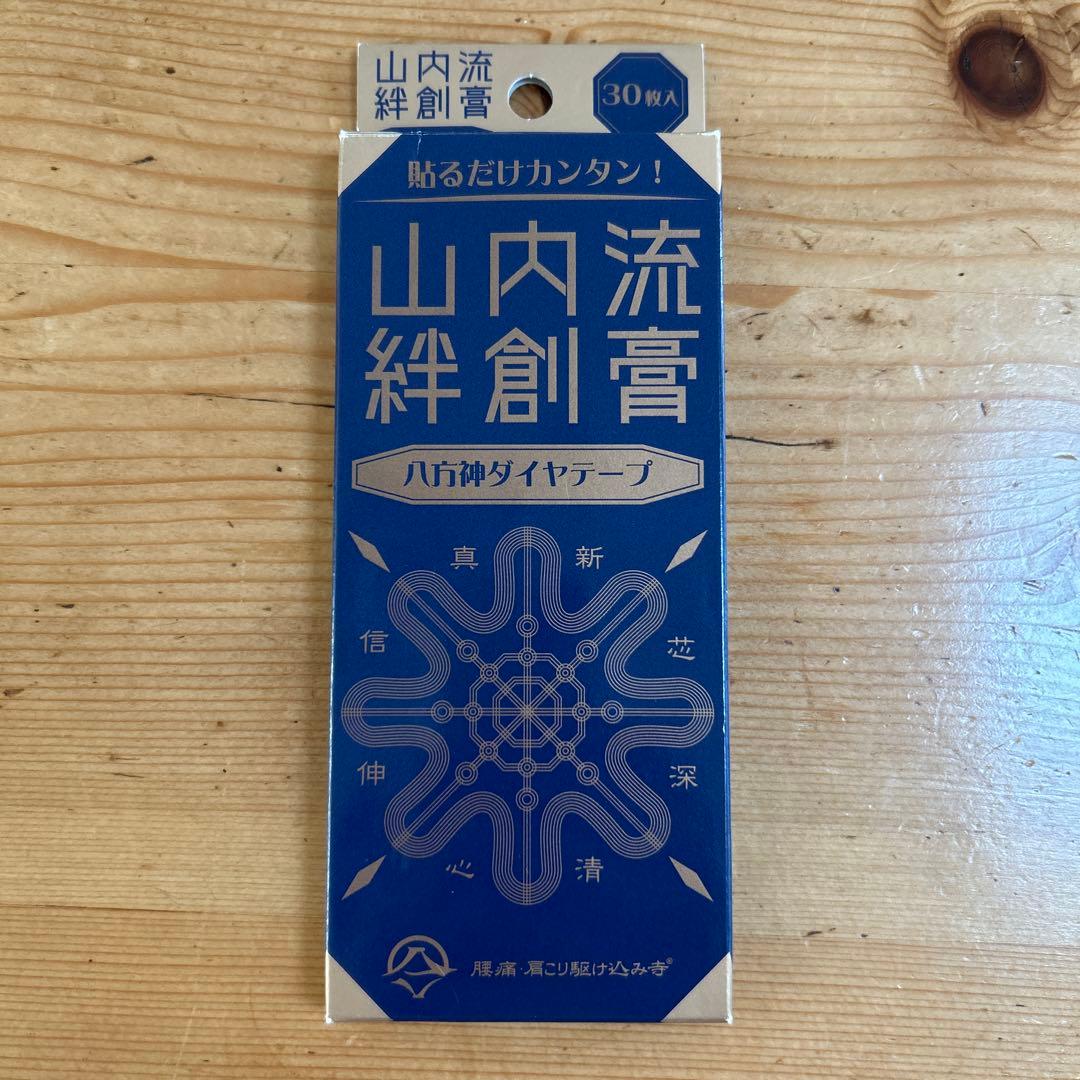 山内流
絆創膏
30枚入
貼るだけカンタン！
山内流
絆創膏
八方神ダイヤテープ
真 新
信 芯
伸 深
心 清
腰痛・肩こり駆け込み寺®